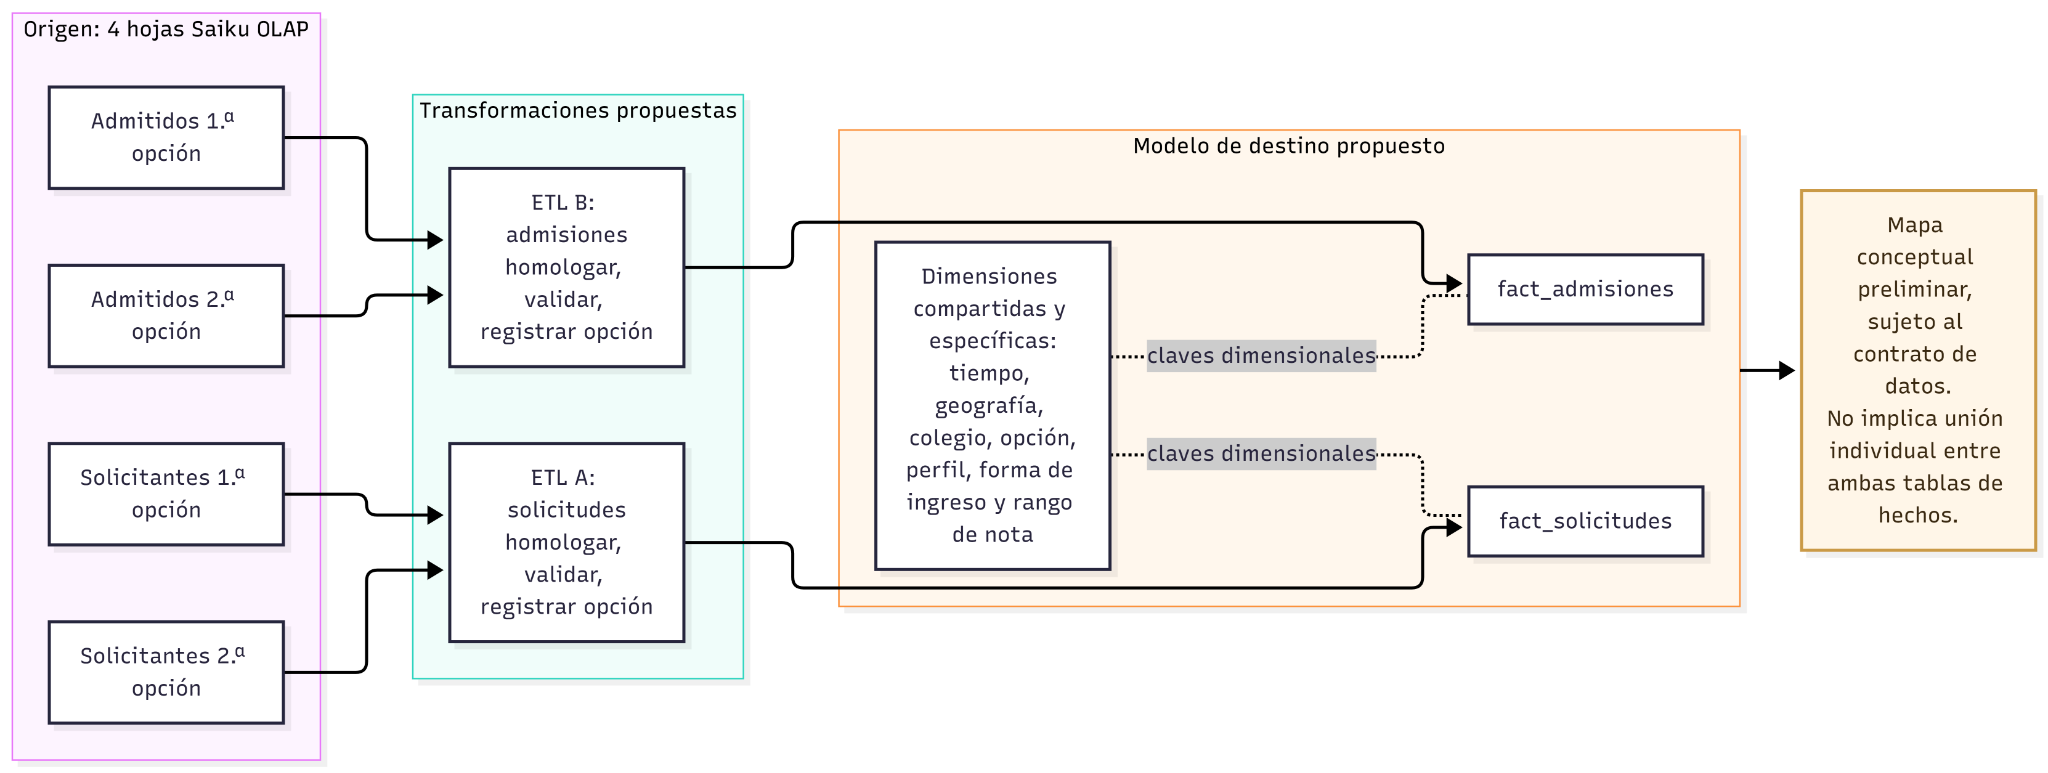 Origen: 4 hojas Saiku OLAP
Admitidos 1.ª
opción
Admitidos 2.ª
opción
Solicitantes 1.ª
opción
Solicitantes 2.ª
opción
Transformaciones propuestas
ETL B:
admisiones
homologar,
validar,
registrar opción
ETL A:
solicitudes
homologar,
validar,
registrar opción
Modelo de destino propuesto
Dimensiones
compartidas y
específicas:
tiempo,
geografía,
colegio, opción,
perfil, forma de
ingreso y rango
de nota
claves dimensionales
claves dimensionales
fact_admisiones
fact_solicitudes
Mapa
conceptual
preliminar,
sujeto al
contrato de
datos.
No implica unión
individual entre
ambas tablas de
hechos.